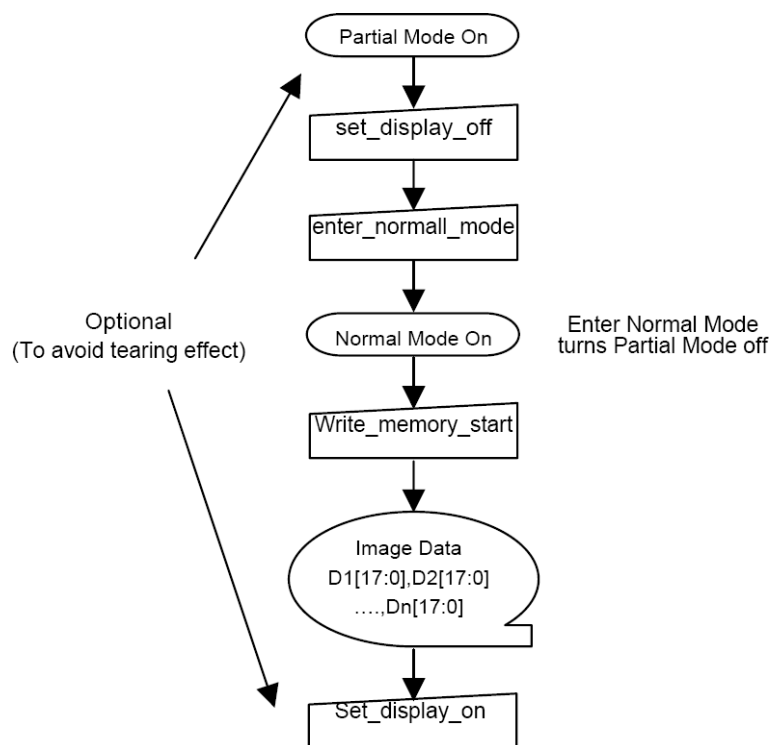 Partial Mode On
set_display_off
enter_normall_mode
Optional
(To avoid tearing effect)
Normal Mode On
Enter Normal Mode
turns Partial Mode off
Write_memory_start
Image Data
D1[17:0],D2[17:0]
....,Dn[17:0]
Set_display_on